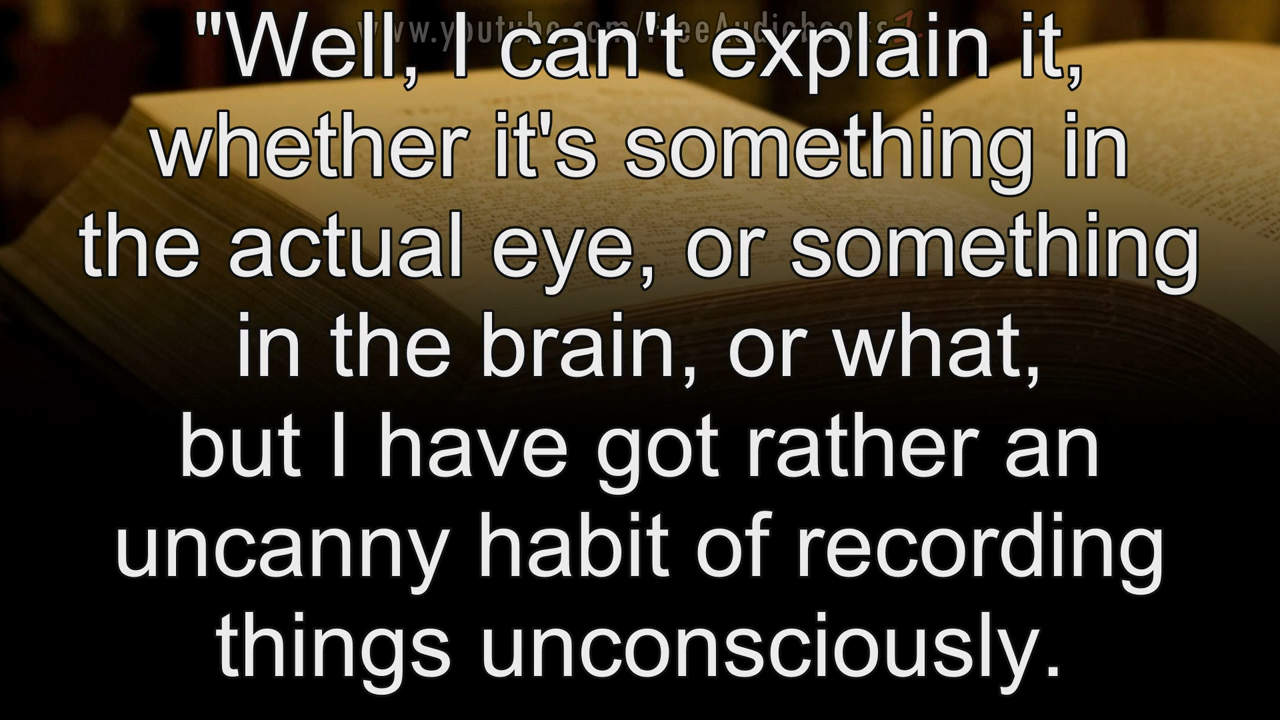 www.youtube.com/FreeAudiobooks
"Well, I can't explain it,
whether it's something in
the actual eye, or something
in the brain, or what,
but I have got rather an
uncanny habit of recording
things unconsciously.